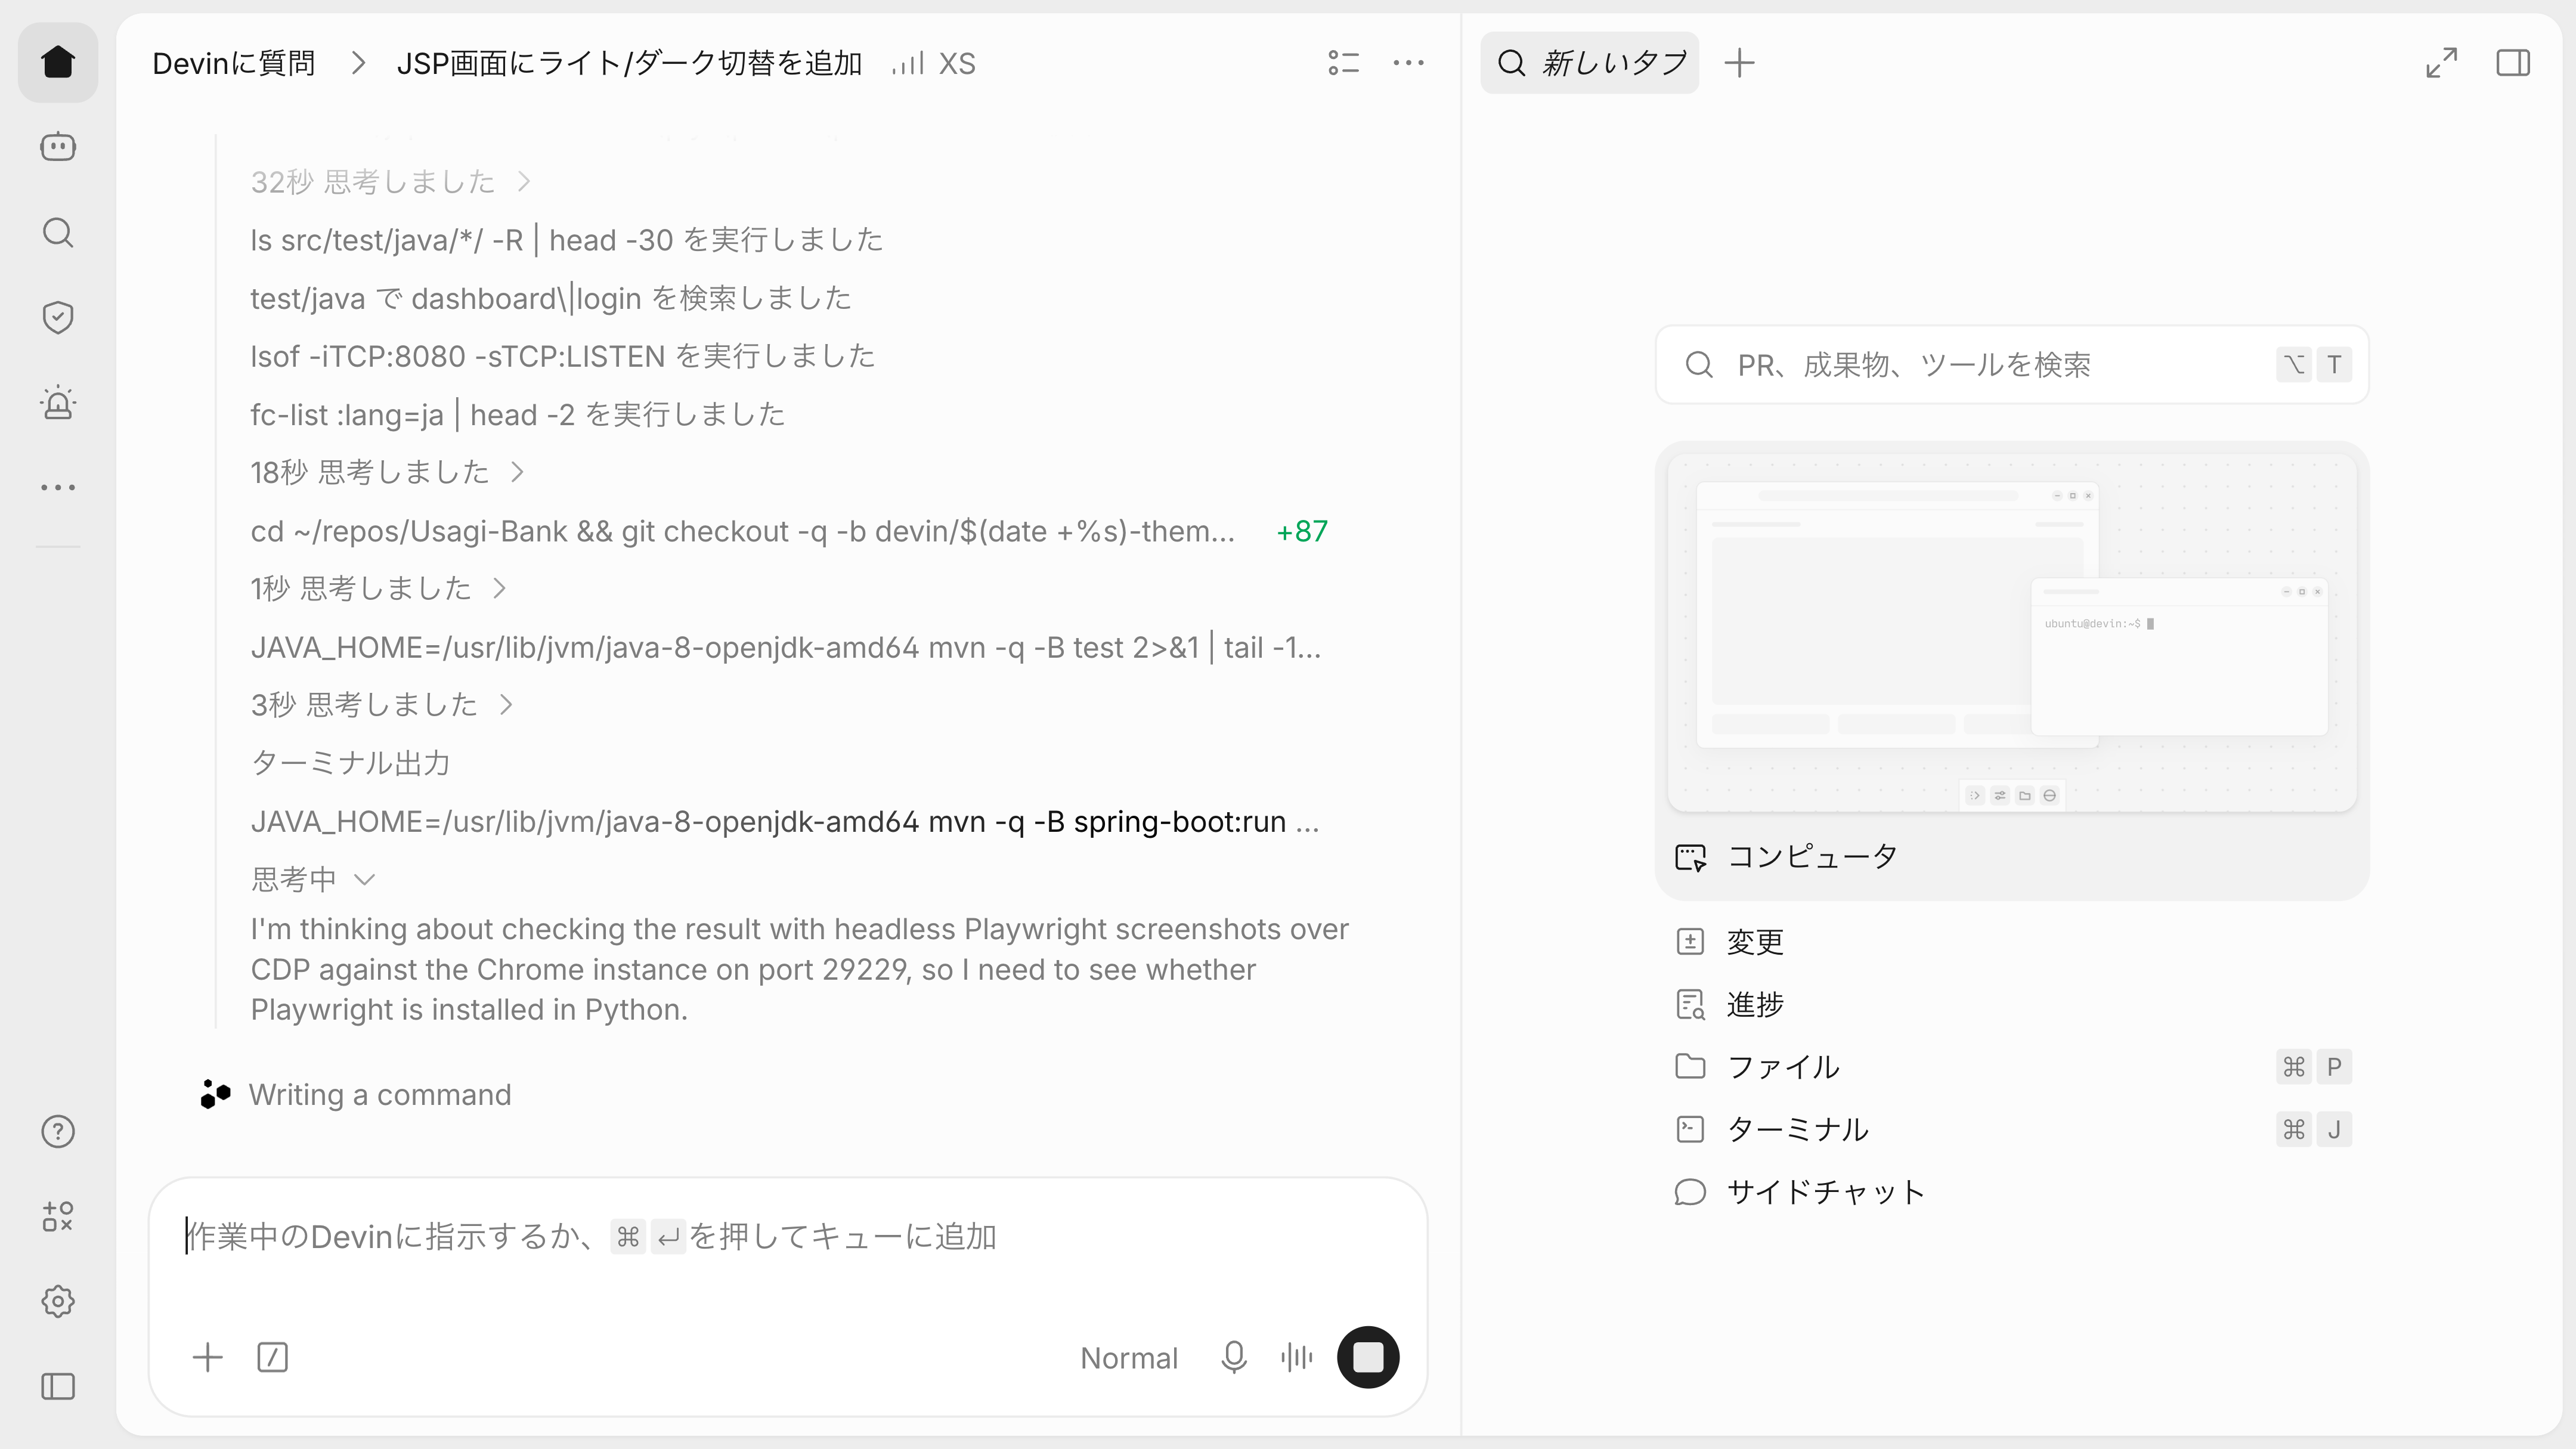 Devinに質問
JSP画面にライト/ダーク切替を追加
XS
32秒 思考しました
ls src/test/java/*/ -R | head -30 を実行しました
test/java で dashboard\|login を検索しました
lsof -iTCP:8080 -sTCP:LISTEN を実行しました
fc-list :lang=ja | head -2 を実行しました
18秒 思考しました
cd ~/repos/Usagi-Bank && git checkout -q -b devin/$(date +%s)-them... +87
1秒 思考しました
JAVA_HOME=/usr/lib/jvm/java-8-openjdk-amd64 mvn -q -B test 2>&1 | tail -1...
3秒 思考しました
ターミナル出力
JAVA_HOME=/usr/lib/jvm/java-8-openjdk-amd64 mvn -q -B spring-boot:run ...
思考中
I'm thinking about checking the result with headless Playwright screenshots over
CDP against the Chrome instance on port 29229, so I need to see whether
Playwright is installed in Python.
Writing a command
作業中のDevinに指示するか、⌘↵を押してキューに追加
Normal
新しいタブ
PR、成果物、ツールを検索 ⌥ T
ubuntu@devin:~$
コンピュータ
変更
進捗
ファイル ⌘ P
ターミナル ⌘ J
サイドチャット